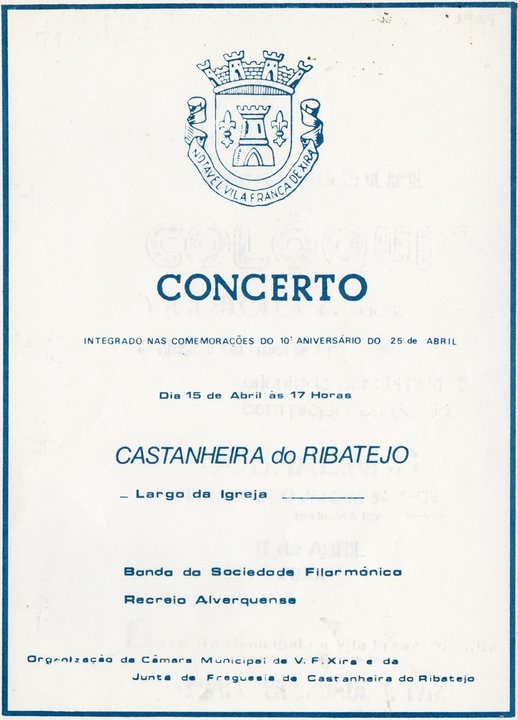 NOTAVEL VILA FRANCA DE XIRA
CONCERTO
INTEGRADO NAS COMEMORAÇÕES DO 10º ANIVERSÁRIO DO 25 de ABRIL
Dia 15 de Abril às 17 Horas
CASTANHEIRA do RIBATEJO
– Largo da Igreja
Banda da Sociedade Filarmónica
Recreio Alverquense
Organização da Câmara Municipal de V. F. Xira e da
Junta de Freguesia de Castanheira do Ribatejo